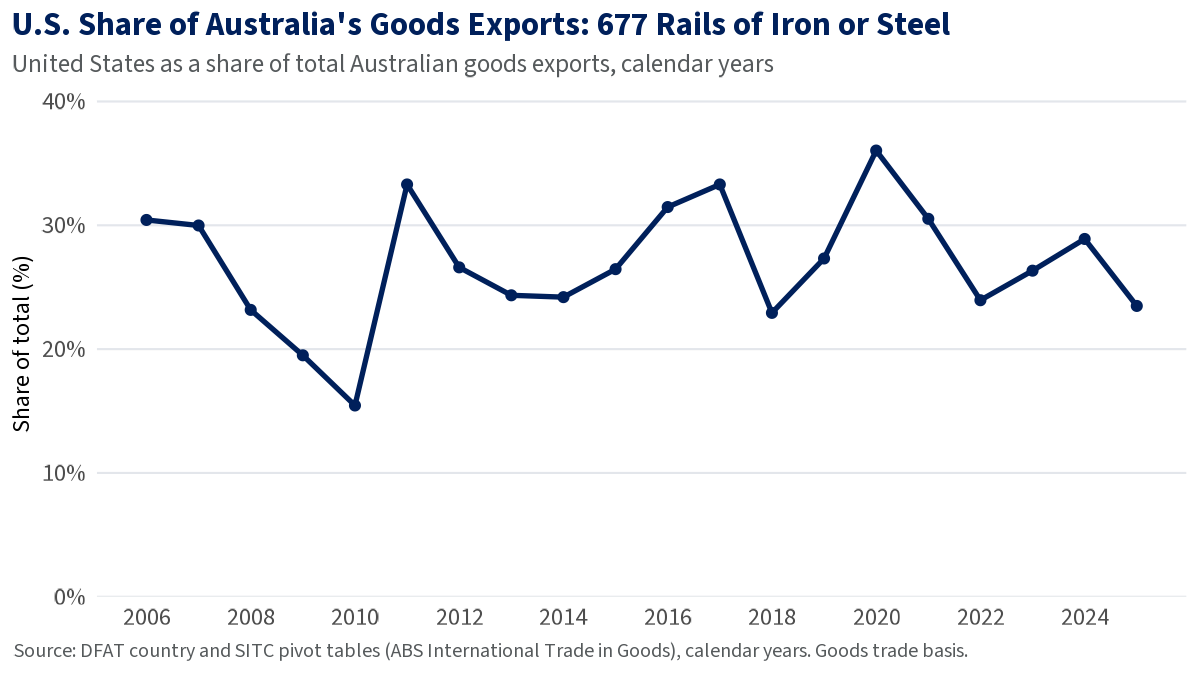 U.S. Share of Australia's Goods Exports: 677 Rails of Iron or Steel
United States as a share of total Australian goods exports, calendar years
Share of total (%)
40%
30%
20%
10%
0%
2006 2008 2010 2012 2014 2016 2018 2020 2022 2024
Source: DFAT country and SITC pivot tables (ABS International Trade in Goods), calendar years. Goods trade basis.